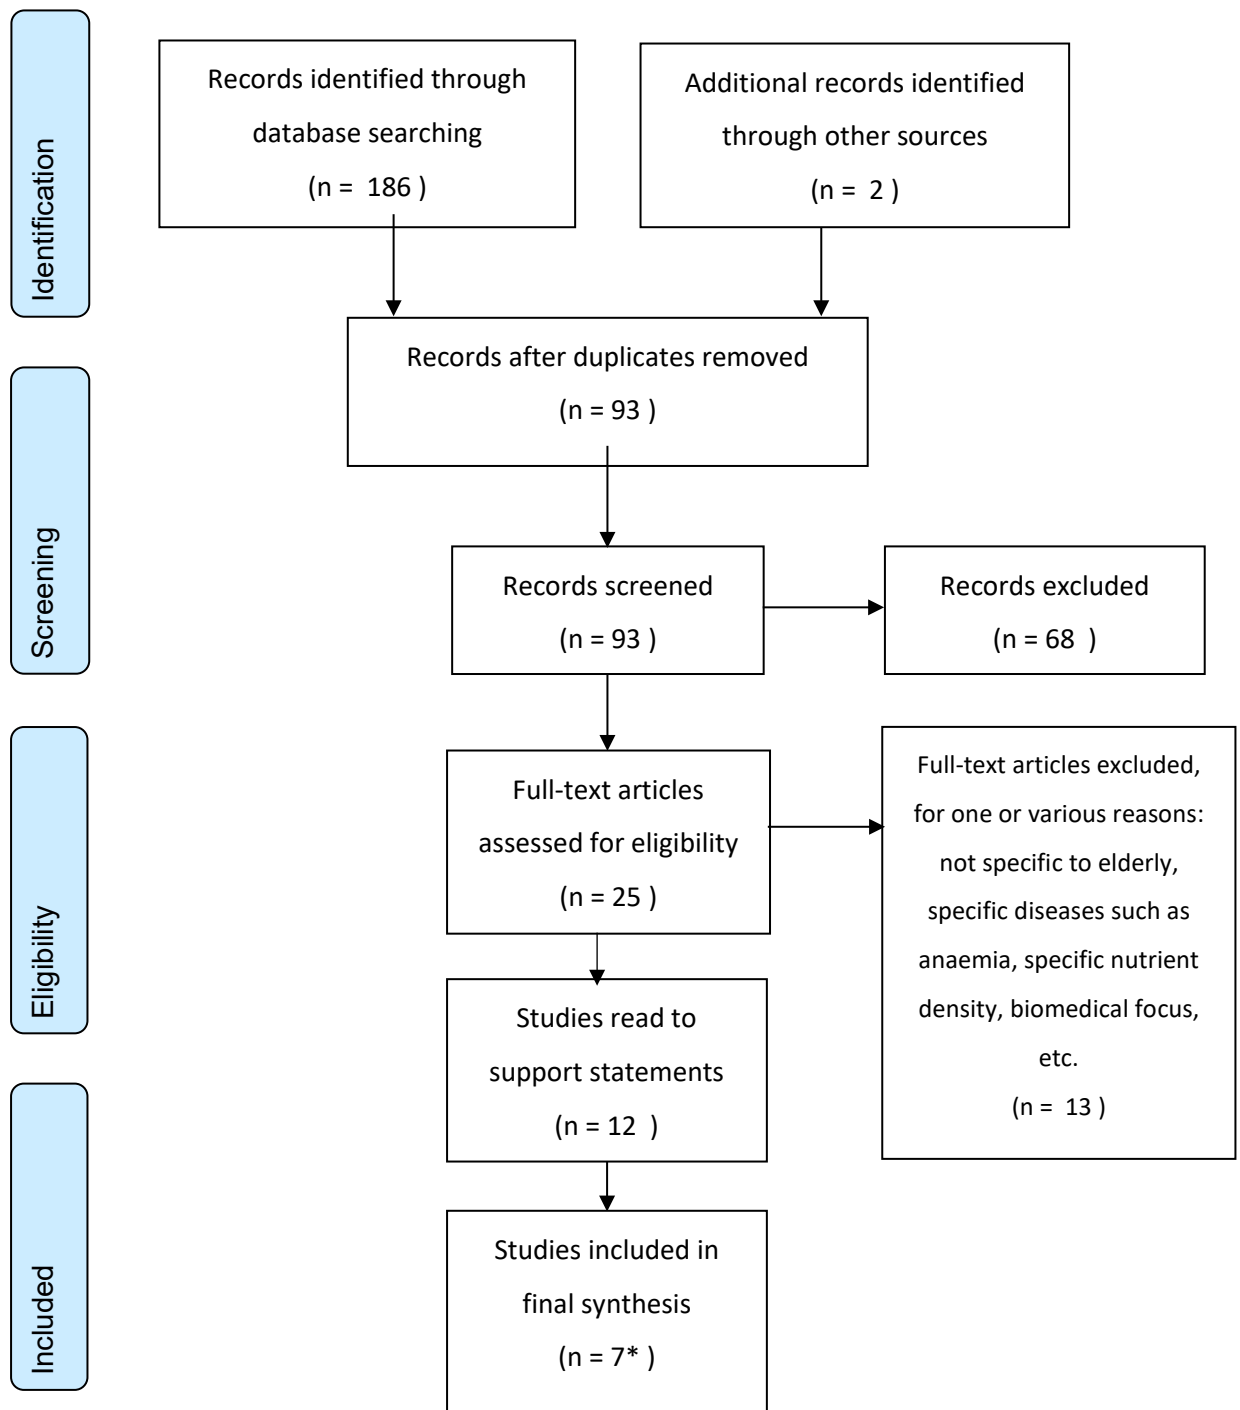 Identification
Records identified through
database searching
(n = 186 )
Additional records identified
through other sources
(n = 2 )
Records after duplicates removed
(n = 93 )
Screening
Records screened
(n = 93 )
Records excluded
(n = 68 )
Eligibility
Full-text articles
assessed for eligibility
(n = 25 )
Full-text articles excluded,
for one or various reasons:
not specific to elderly,
specific diseases such as
anaemia, specific nutrient
density, biomedical focus,
etc.
(n = 13 )
Studies read to
support statements
(n = 12 )
Included
Studies included in
final synthesis
(n = 7* )